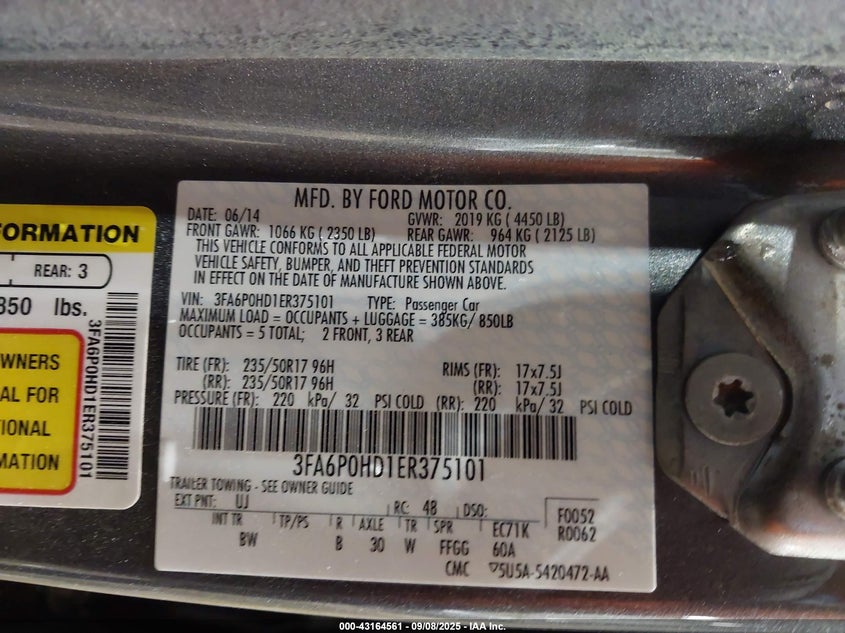 FORMATION
REAR: 3
850 lbs.
OWNERS
AL FOR
TIONAL
MATION
3FA6P0HD1ER375101
MFD. BY FORD MOTOR CO.
DATE: 06/14 GVWR: 2019 KG ( 4450 LB)
FRONT GAWR: 1066 KG ( 2350 LB) REAR GAWR: 964 KG ( 2125 LB)
THIS VEHICLE CONFORMS TO ALL APPLICABLE FEDERAL MOTOR
VEHICLE SAFETY, BUMPER, AND THEFT PREVENTION STANDARDS
IN EFFECT ON THE DATE OF MANUFACTURE SHOWN ABOVE.
VIN: 3FA6P0HD1ER375101 TYPE: Passenger Car
MAXIMUM LOAD = OCCUPANTS + LUGGAGE = 385KG/ 850LB
OCCUPANTS = 5 TOTAL; 2 FRONT, 3 REAR
TIRE (FR): 235/50R17 96H RIMS (FR): 17x7.5J
(RR): 235/50R17 96H (RR): 17x7.5J
PRESSURE (FR): 220 kPa/ 32 PSI COLD (RR): 220 kPa/ 32 PSI COLD
3FA6P0HD1ER375101
TRAILER TOWING - SEE OWNER GUIDE
EXT PNT: UJ RC: 48 DSO: F0052
INT TR TP/PS R AXLE TR SPR EC71K R0062
BW B 30 W FFGG 60A
CMC 5U5A-5420472-AA
000-43164561 - 09/08/2025 - IAA Inc.